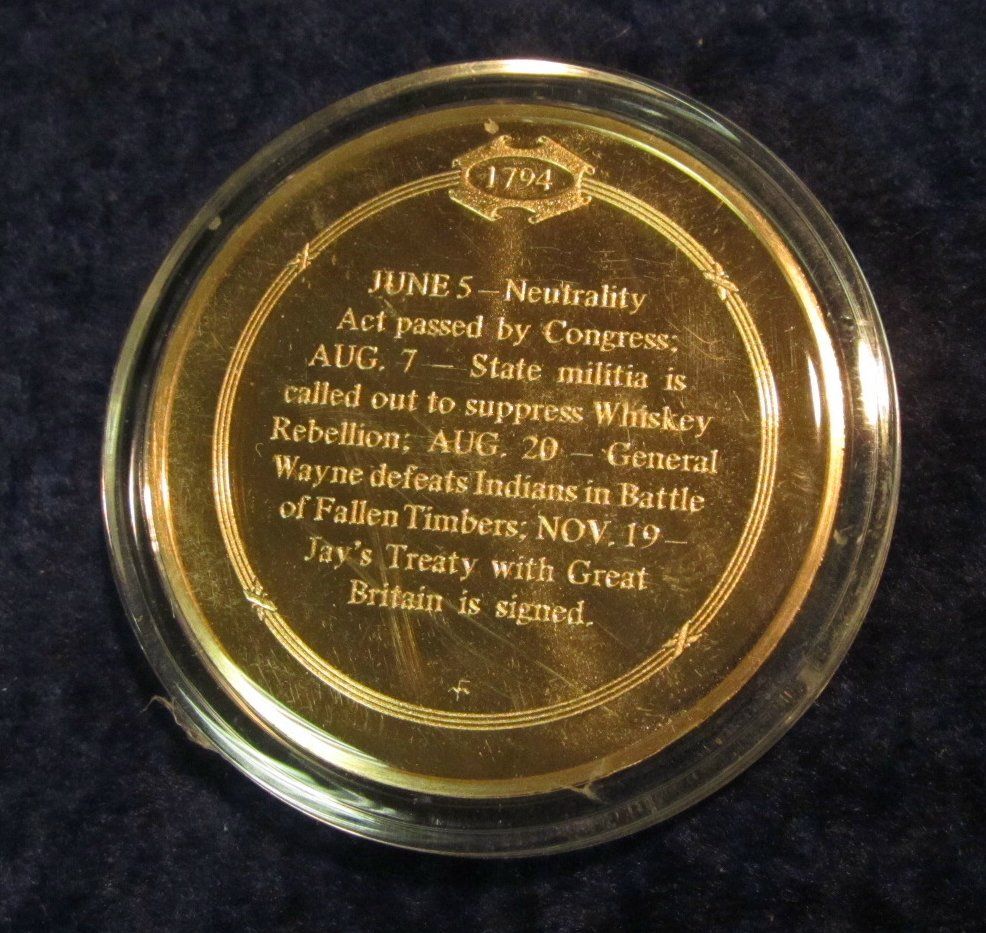 1794
JUNE 5 – Neutrality
Act passed by Congress;
AUG. 7 – State militia is
called out to suppress Whiskey
Rebellion; AUG. 20 – General
Wayne defeats Indians in Battle
of Fallen Timbers; NOV. 19 –
Jay's Treaty with Great
Britain is signed.